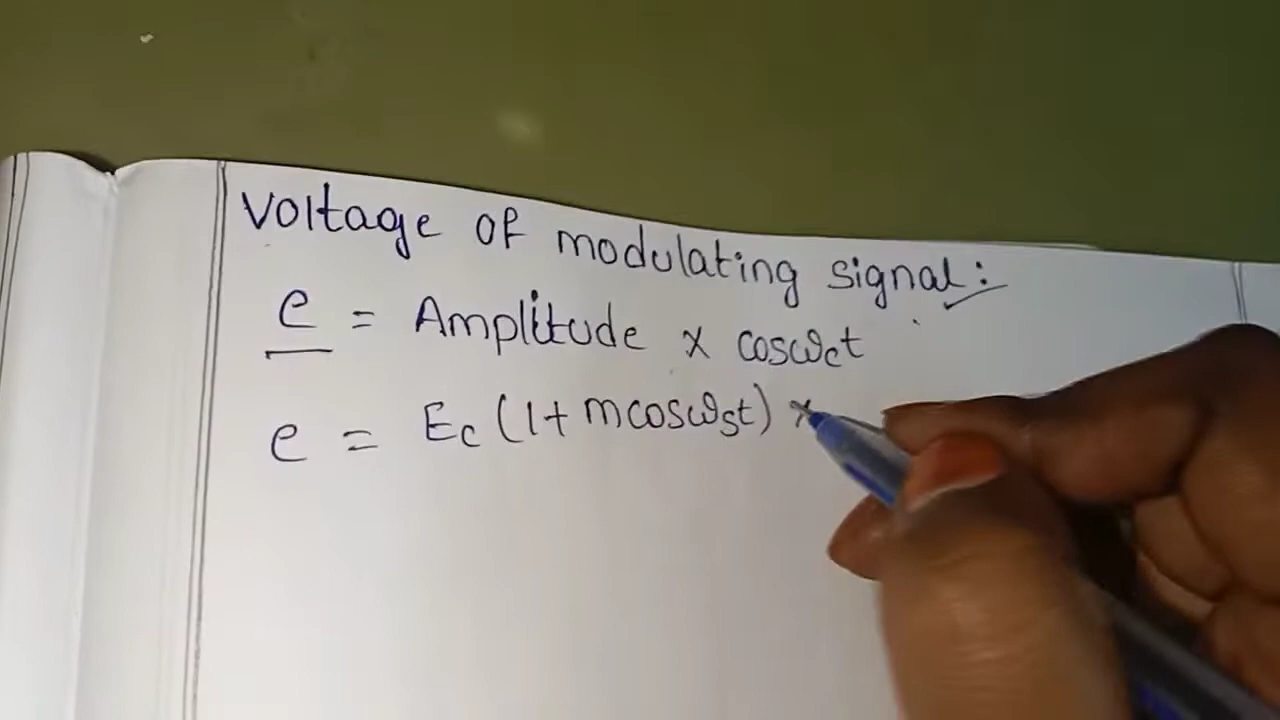 Voltage of modulating signal:
e = Amplitude x cosωct
e = Ec (1+ mcosωst) x